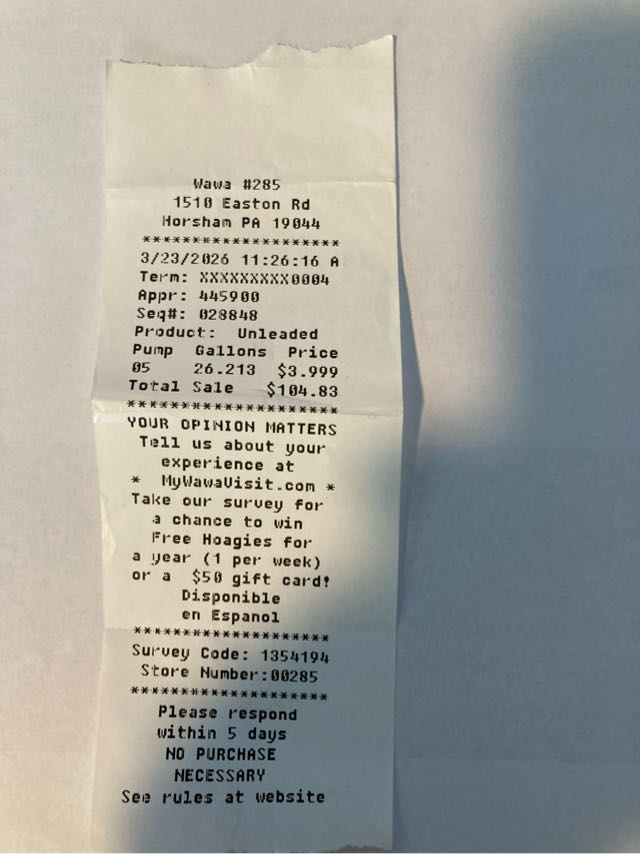 Wawa #285
1510 Easton Rd
Horsham PA 19044
*******************
3/23/2026 11:26:16 A
Term: XXXXXXXXX0004
Appr: 445900
Seq#: 028848
Product: Unleaded
Pump Gallons Price
05 26.213 $3.999
Total Sale $104.83
********************
YOUR OPINION MATTERS
Tell us about your
experience at
* MyWawaVisit.com *
Take our survey for
a chance to win
Free Hoagies for
a year (1 per week)
or a $50 gift card!
Disponible
en Espanol
*******************
Survey Code: 1354194
Store Number:00285
*******************
Please respond
within 5 days
NO PURCHASE
NECESSARY
See rules at website